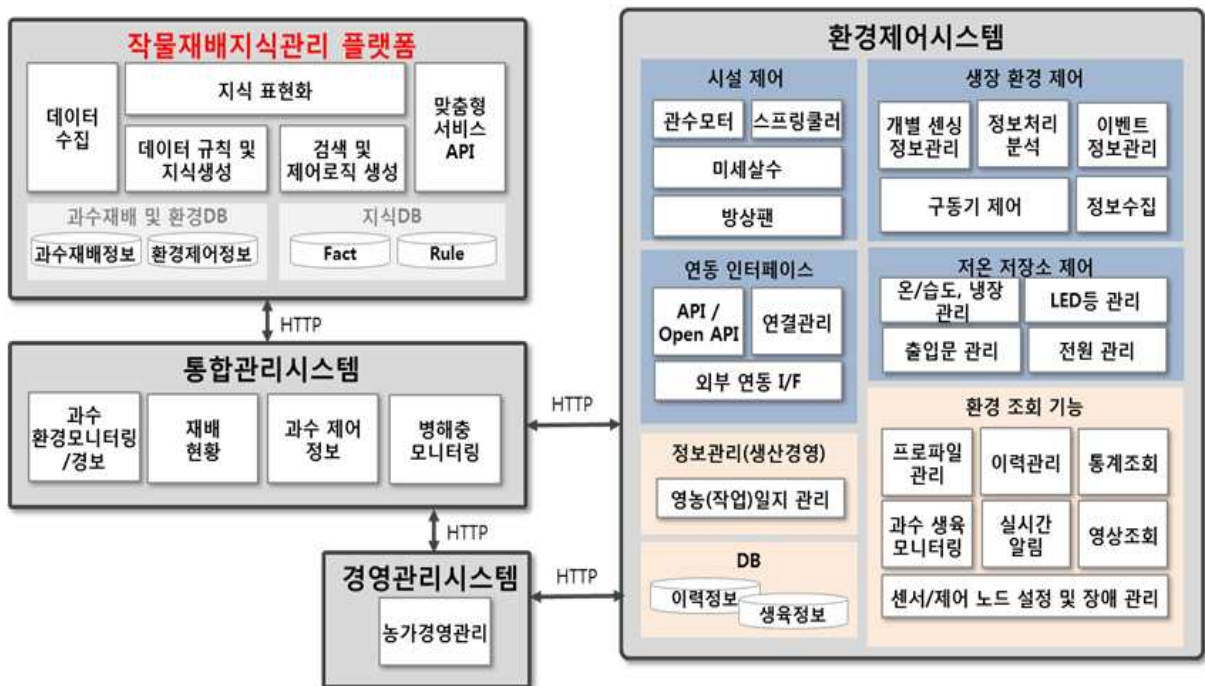 작물재배지식관리 플랫폼
데이터
수집
지식 표현화
데이터 규칙 및
지식생성
검색 및
제어로직 생성
맞춤형
서비스
API
과수재배 및 환경DB
과수재배정보
환경제어정보
지식DB
Fact
Rule
HTTP
통합관리시스템
과수
환경모니터링
/경보
재배
현황
과수 제어
정보
병해충
모니터링
HTTP
HTTP
경영관리시스템
농가경영관리
HTTP
환경제어시스템
시설 제어
관수모터
스프링쿨러
미세살수
방상팬
생장 환경 제어
개별 센싱
정보관리
정보처리
분석
이벤트
정보관리
구동기 제어
정보수집
연동 인터페이스
API /
Open API
연결관리
외부 연동 I/F
저온 저장소 제어
온/습도, 냉장
관리
LED등 관리
출입문 관리
전원 관리
정보관리(생산경영)
영농(작업)일지 관리
DB
이력정보
생육정보
환경 조회 기능
프로파일
관리
이력관리
통계조회
과수 생육
모니터링
실시간
알림
영상조회
센서/제어 노드 설정 및 장애 관리